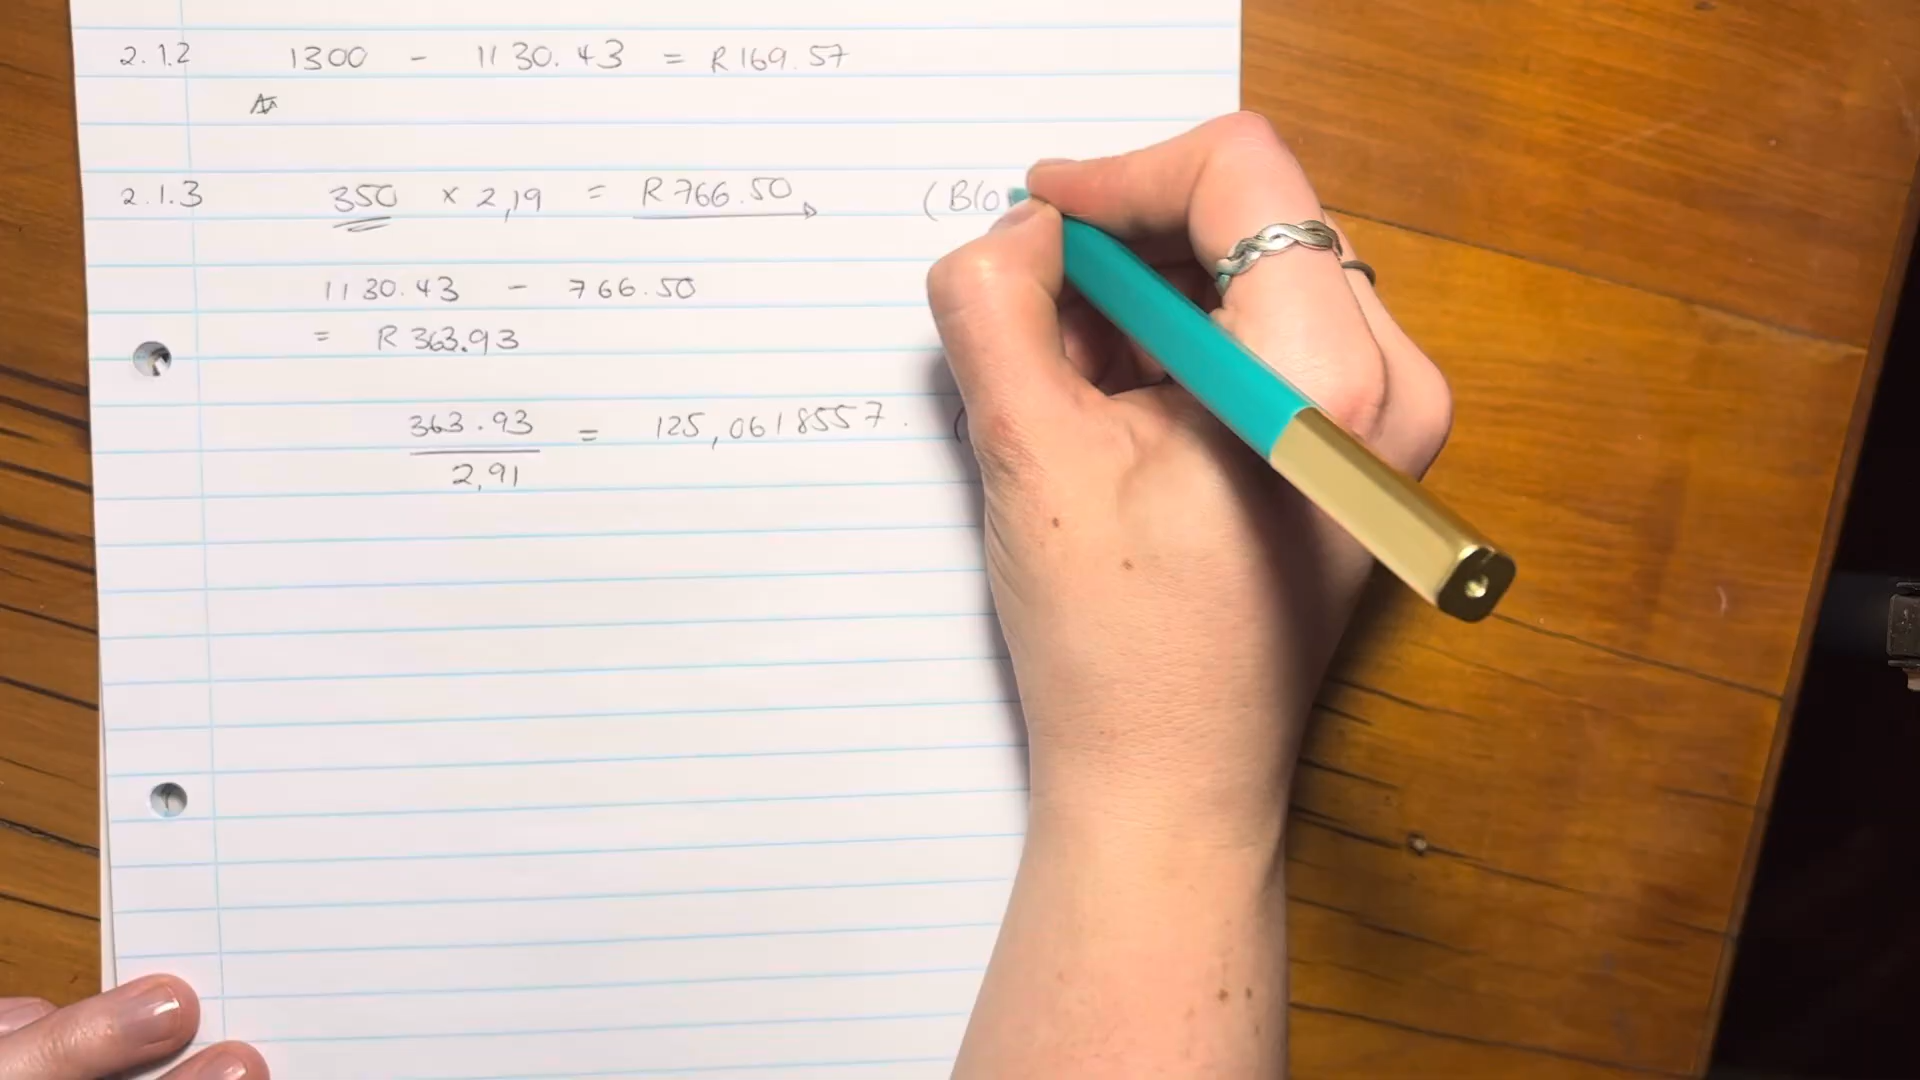 2.1.2 1300 - 1130.43 = R169.57
2.1.3 350 × 2,19 = R766.50 (Blo
1130.43 - 766.50
= R363.93
363.93
2,91
= 125,0618557. (